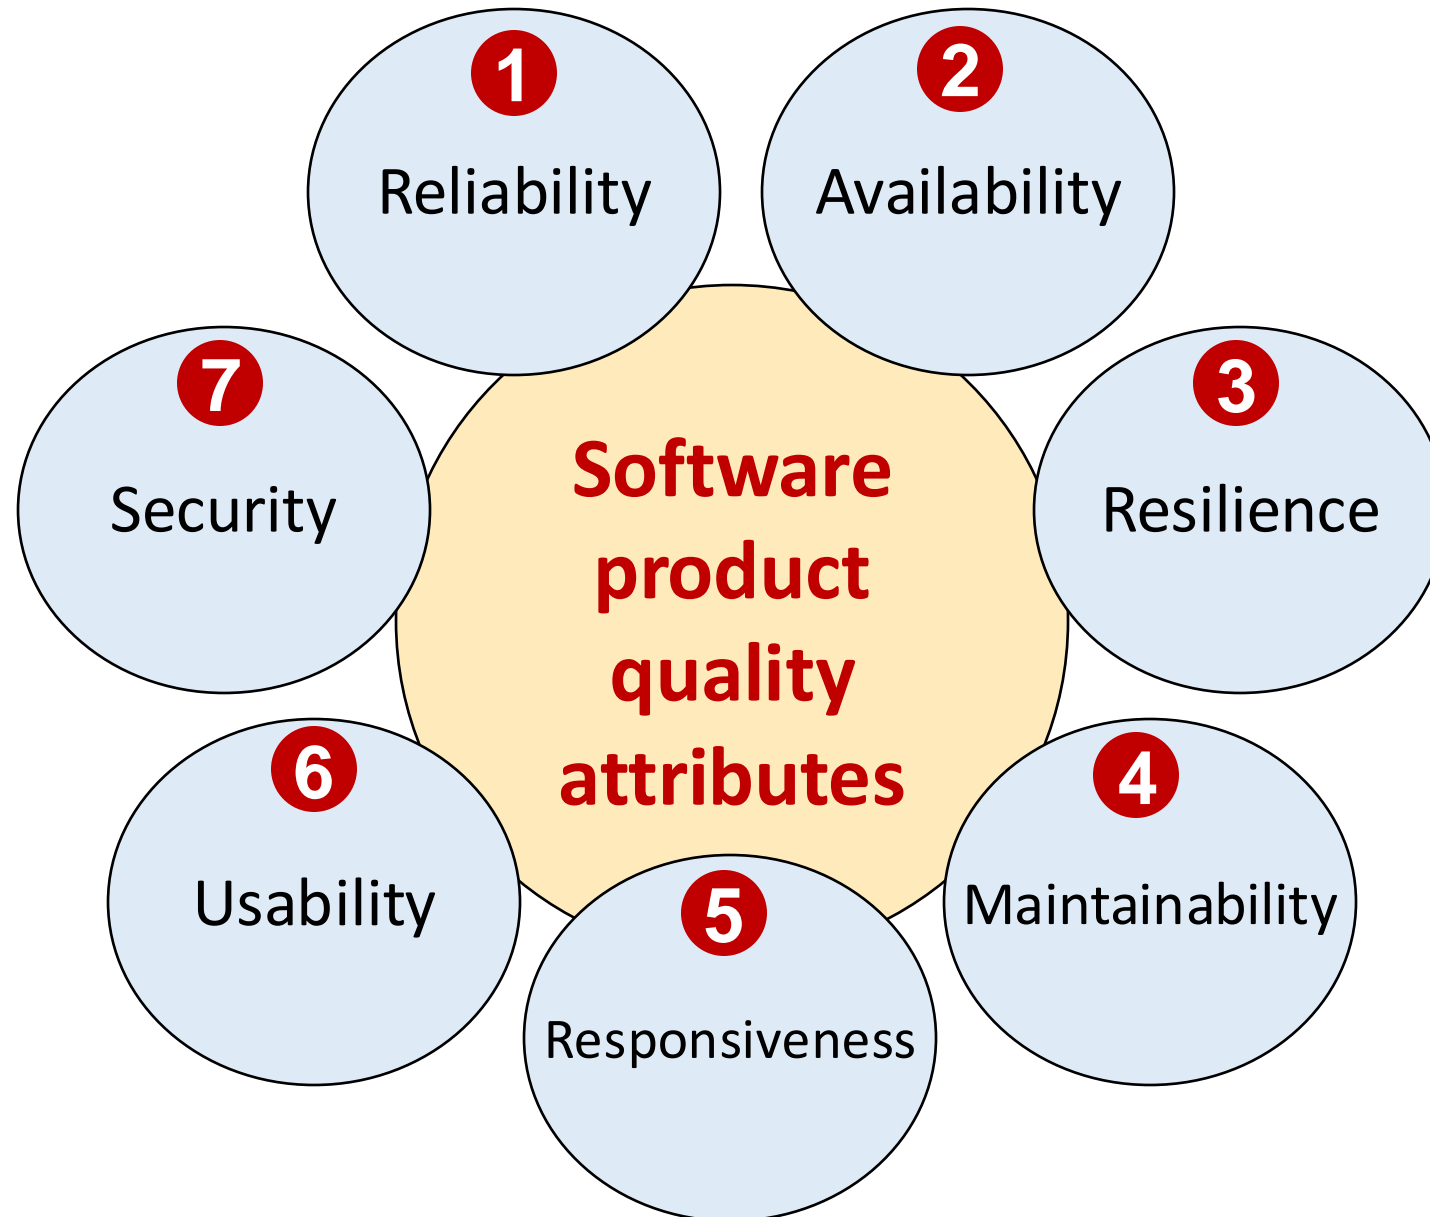 1
Reliability
2
Availability
3
Resilience
4
Maintainability
5
Responsiveness
6
Usability
7
Security
Software
product
quality
attributes